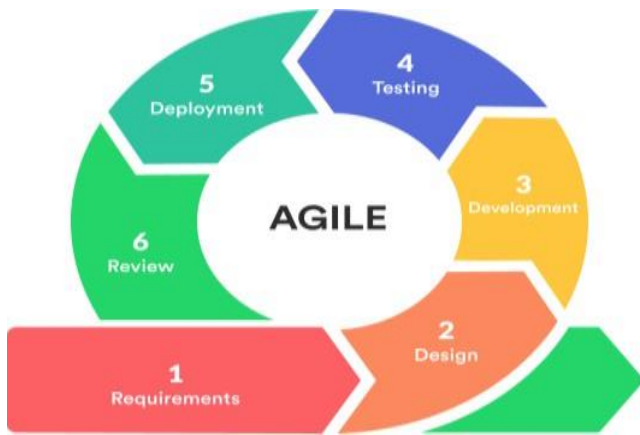 AGILE
1
Requirements
2
Design
3
Development
4
Testing
5
Deployment
6
Review